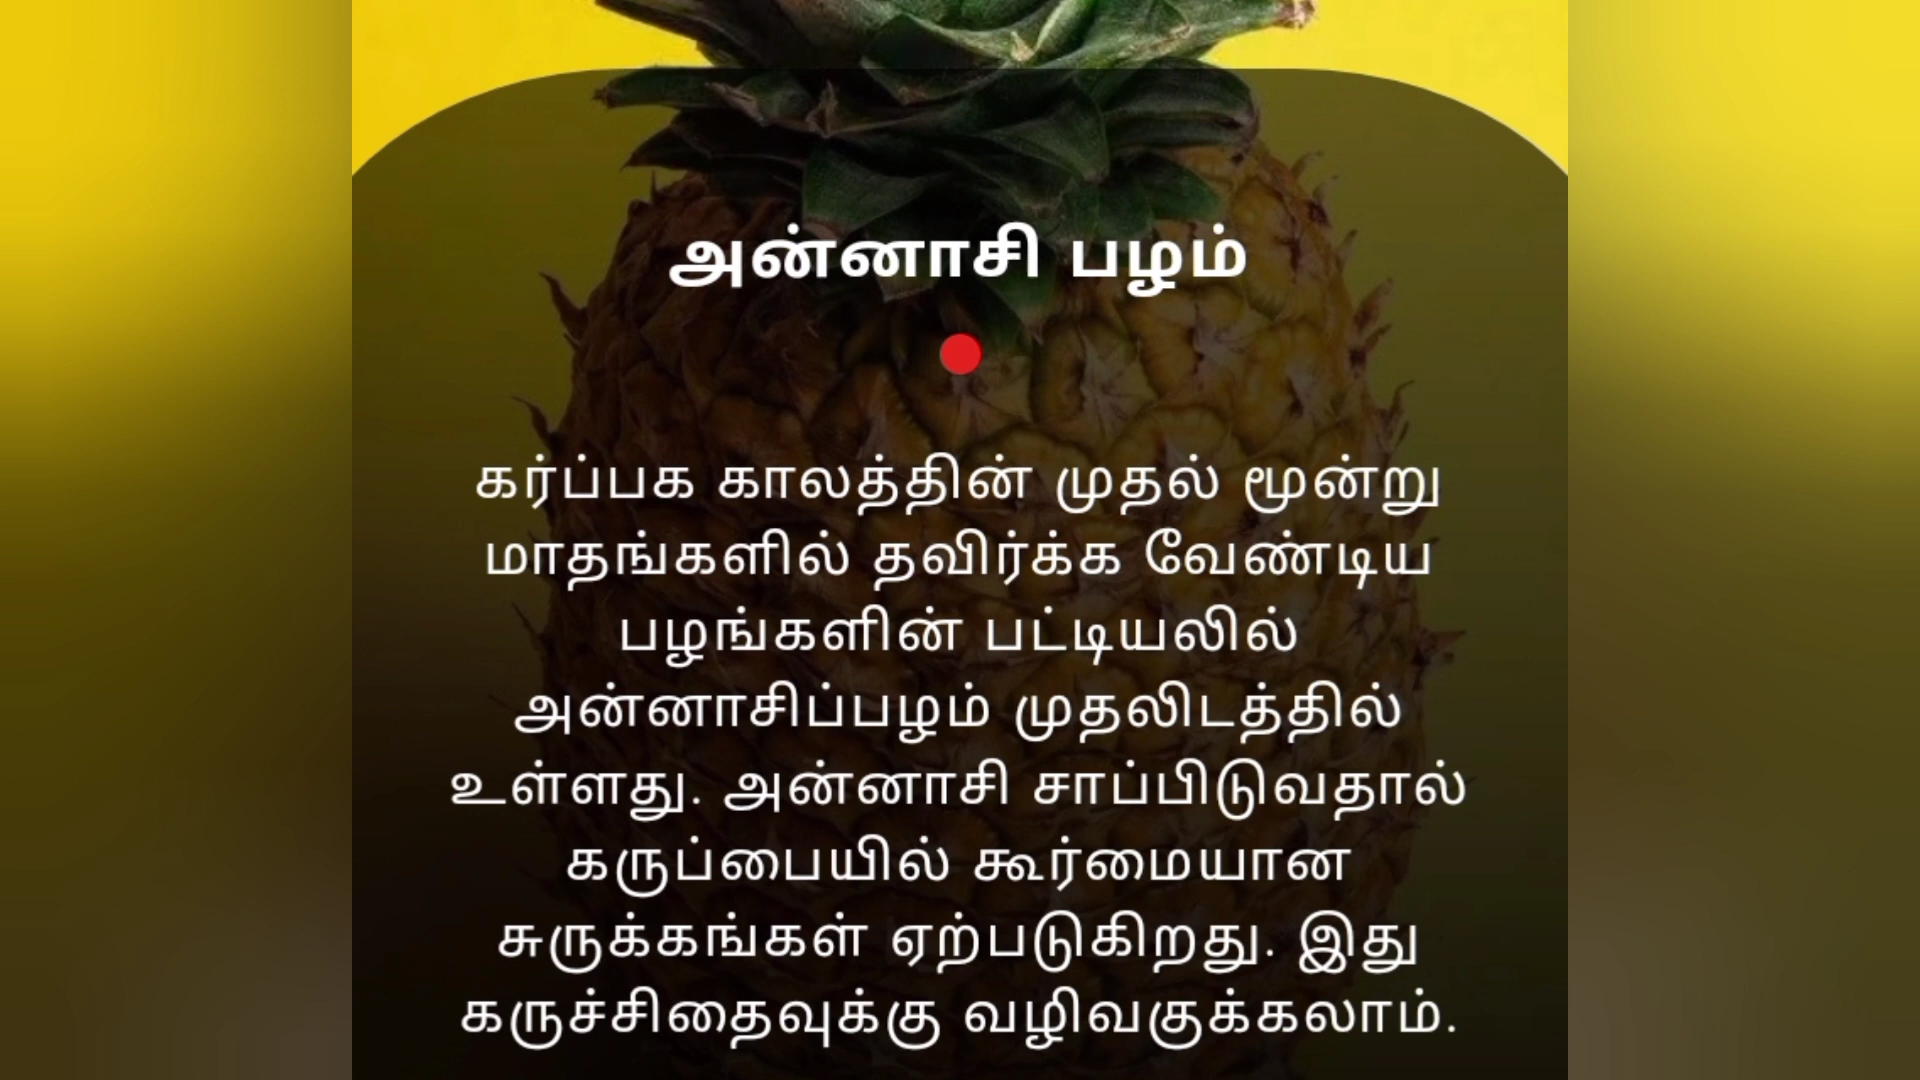 அன்னாசி பழம்
கர்ப்பக காலத்தின் முதல் மூன்று
மாதங்களில் தவிர்க்க வேண்டிய
பழங்களின் பட்டியலில்
அன்னாசிப்பழம் முதலிடத்தில்
உள்ளது. அன்னாசி சாப்பிடுவதால்
கருப்பையில் கூர்மையான
சுருக்கங்கள் ஏற்படுகிறது. இது
கருச்சிதைவுக்கு வழிவகுக்கலாம்.